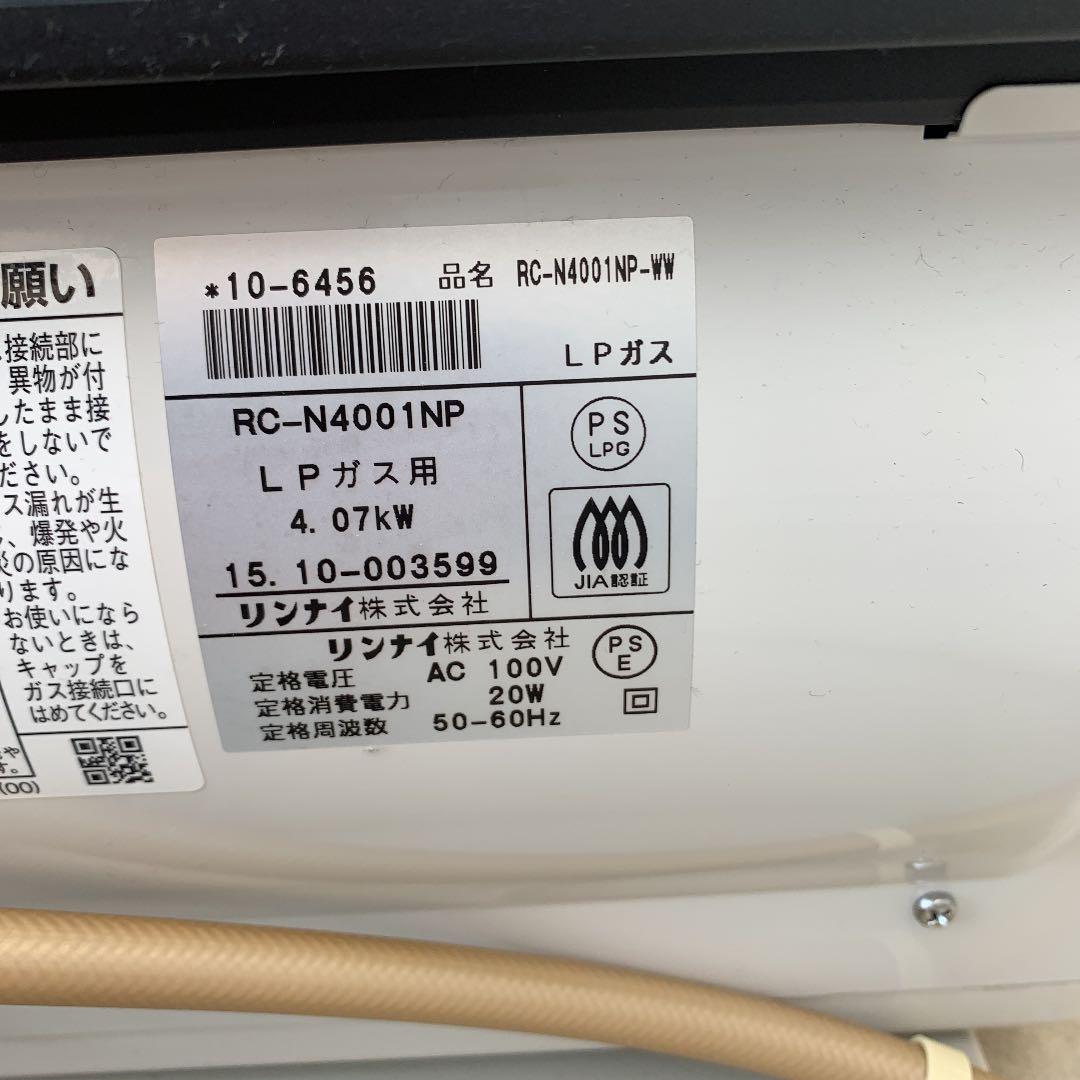 願い
接続部に
異物が付
したまま接
をしないで
ださい。
ス漏れが生
、爆発や火
災の原因にな
ります。
お使いになら
ないときは、
キャップを
ガス接続口に
はめてください。
や
す。
(00)
*10-6456 品名 RC-N4001NP-WW
LPガス
RC-N4001NP
LPガス用
4.07kW
15.10-003599
リンナイ株式会社
PS
LPG
JIA認証
リンナイ株式会社
定格電圧 AC 100V
定格消費電力 20W
定格周波数 50-60Hz
PS
E